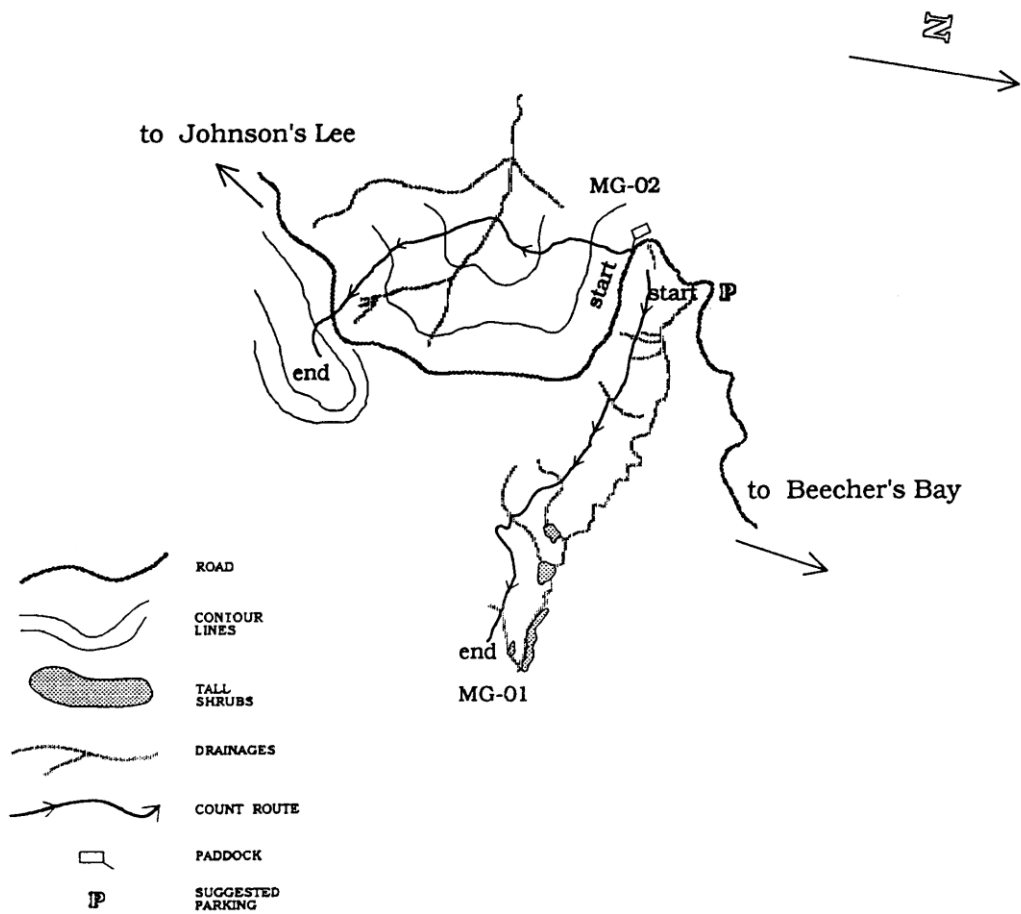 N
to Johnson's Lee
MG-02
start
start P
end
to Beecher's Bay
end
MG-01
ROAD
CONTOUR
LINES
TALL
SHRUBS
DRAINAGES
COUNT ROUTE
PADDOCK
P
SUGGESTED
PARKING